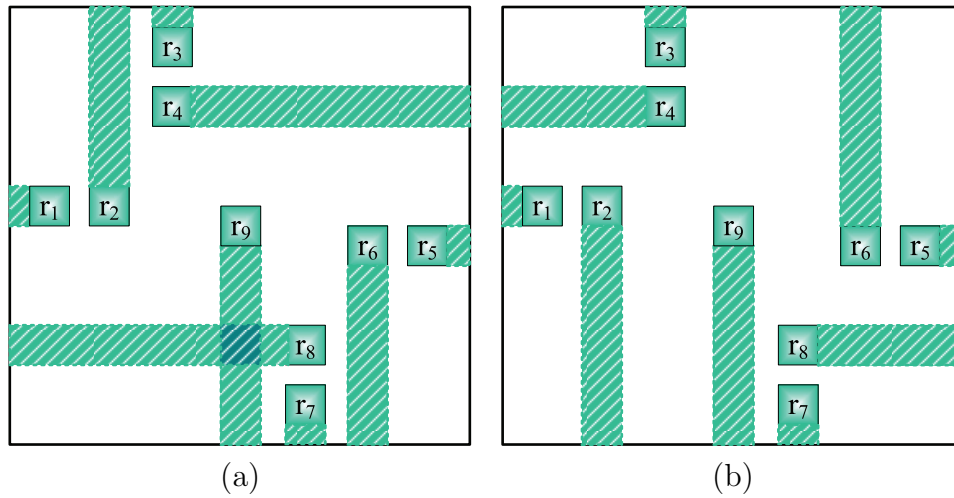 r₃ r₃
r₄ r₄
r₁ r₂ r₁ r₂
r₉ r₉
r₆ r₅ r₆ r₅
r₈ r₈
r₇ r₇
(a) (b)